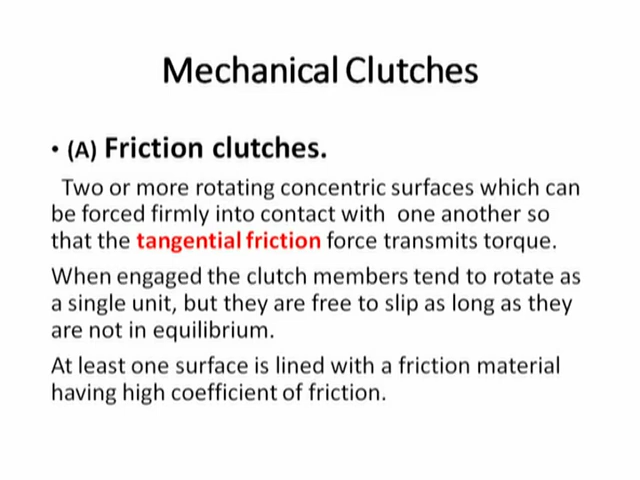 Mechanical Clutches
• (A) Friction clutches.
Two or more rotating concentric surfaces which can
be forced firmly into contact with one another so
that the tangential friction force transmits torque.
When engaged the clutch members tend to rotate as
a single unit, but they are free to slip as long as they
are not in equilibrium.
At least one surface is lined with a friction material
having high coefficient of friction.